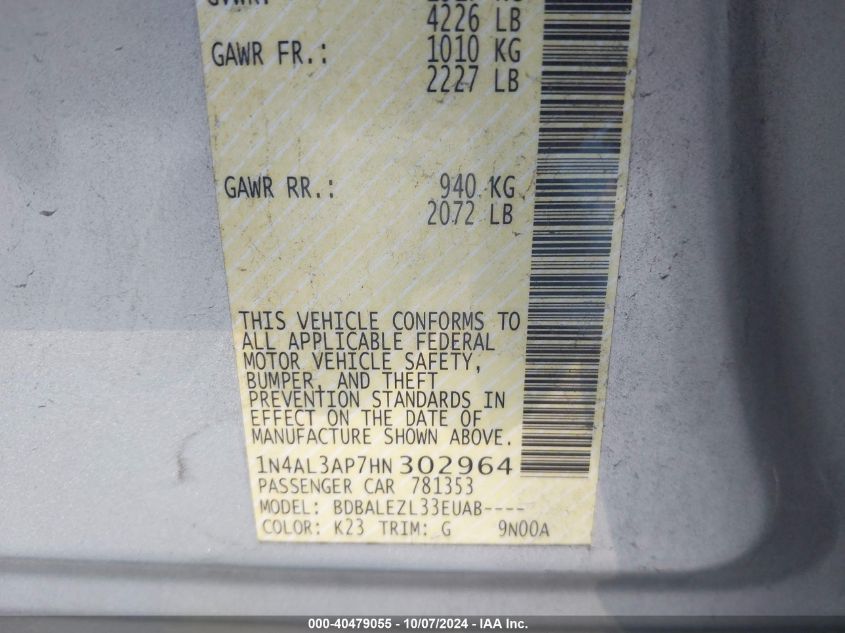 4226 LB
GAWR FR.: 1010 KG
2227 LB
GAWR RR.: 940 KG
2072 LB
THIS VEHICLE CONFORMS TO
ALL APPLICABLE FEDERAL
MOTOR VEHICLE SAFETY,
BUMPER, AND THEFT
PREVENTION STANDARDS IN
EFFECT ON THE DATE OF
MANUFACTURE SHOWN ABOVE.
1N4AL3AP7HN 302964
PASSENGER CAR 781353
MODEL: BDBALEZL33EUAB----
COLOR: K23 TRIM: G 9N00A
000-40479055 - 10/07/2024 - IAA Inc.